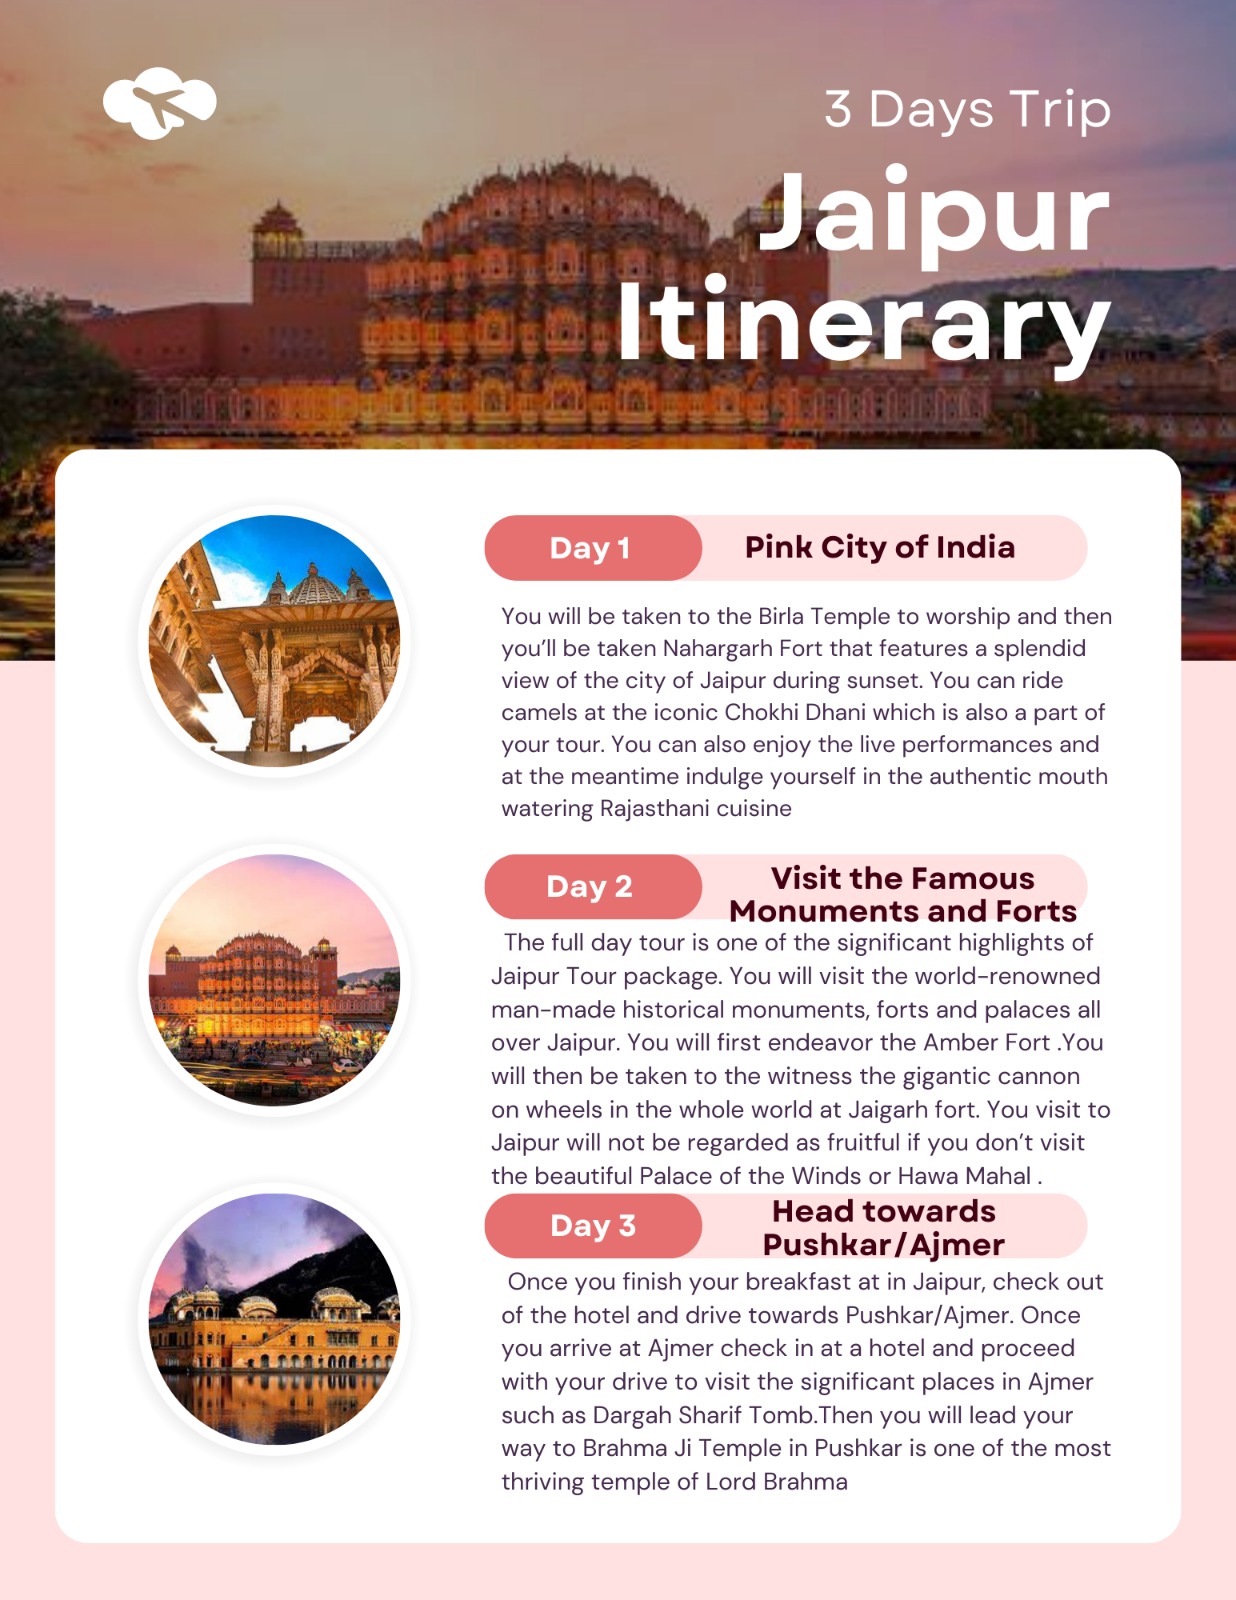 3 Days Trip
Jaipur
Itinerary
Day 1
Pink City of India
You will be taken to the Birla Temple to worship and then
you’ll be taken Nahargarh Fort that features a splendid
view of the city of Jaipur during sunset. You can ride
camels at the iconic Chokhi Dhani which is also a part of
your tour. You can also enjoy the live performances and
at the meantime indulge yourself in the authentic mouth
watering Rajasthani cuisine
Day 2
Visit the Famous
Monuments and Forts
The full day tour is one of the significant highlights of
Jaipur Tour package. You will visit the world-renowned
man-made historical monuments, forts and palaces all
over Jaipur. You will first endeavor the Amber Fort .You
will then be taken to the witness the gigantic cannon
on wheels in the whole world at Jaigarh fort. You visit to
Jaipur will not be regarded as fruitful if you don’t visit
the beautiful Palace of the Winds or Hawa Mahal .
Day 3
Head towards
Pushkar/Ajmer
Once you finish your breakfast at in Jaipur, check out
of the hotel and drive towards Pushkar/Ajmer. Once
you arrive at Ajmer check in at a hotel and proceed
with your drive to visit the significant places in Ajmer
such as Dargah Sharif Tomb.Then you will lead your
way to Brahma Ji Temple in Pushkar is one of the most
thriving temple of Lord Brahma